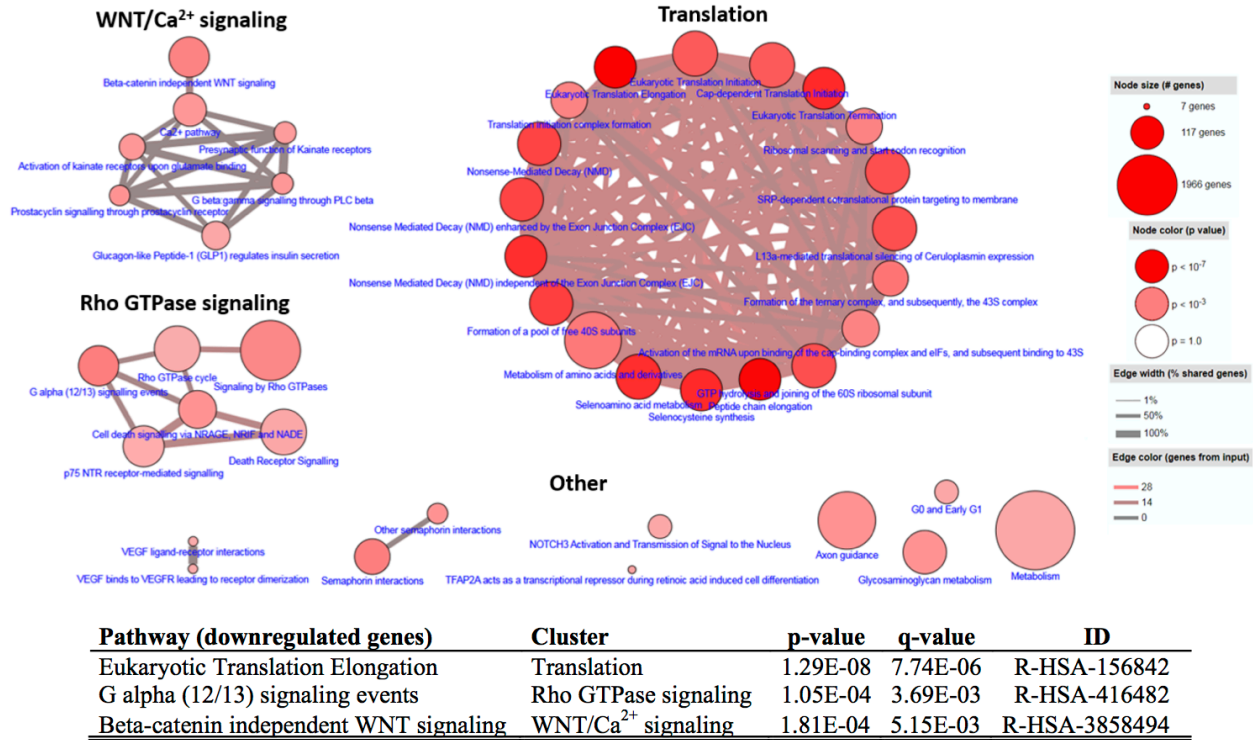 WNT/Ca2+ signaling
Beta-catenin independent WNT signaling
Ca2+ pathway
Presynaptic function of Kainate receptors
Activation of kainate receptors upon glutamate binding
G beta:gamma signalling through PLC beta
Prostacyclin signalling through prostacyclin receptor
Glucagon-like Peptide-1 (GLP1) regulates insulin secretion
Translation
Eukaryotic Translation Initiation
Eukaryotic Translation Elongation
Cap-dependent Translation Initiation
Eukaryotic Translation Termination
Translation initiation complex formation
Ribosomal scanning and start codon recognition
Nonsense-Mediated Decay (NMD)
SRP-dependent cotranslational protein targeting to membrane
Nonsense Mediated Decay (NMD) enhanced by the Exon Junction Complex (EJC)
L13a-mediated translational silencing of Ceruloplasmin expression
Nonsense Mediated Decay (NMD) independent of the Exon Junction Complex (EJC)
Formation of the ternary complex, and subsequently, the 43S complex
Formation of a pool of free 40S subunits
Activation of the mRNA upon binding of the cap-binding complex and eIFs, and subsequent binding to 43S
Metabolism of amino acids and derivatives
GTP hydrolysis and joining of the 60S ribosomal subunit
Selenoamino acid metabolism
Peptide chain elongation
Selenocysteine synthesis
Node size (# genes)
7 genes
117 genes
1966 genes
Node color (p value)
p < 10-7
p < 10-3
p = 1.0
Edge width (% shared genes)
1%
50%
100%
Edge color (genes from input)
28
14
0
Rho GTPase signaling
Rho GTPase cycle
Signaling by Rho GTPases
G alpha (12/13) signalling events
Cell death signalling via NRAGE, NRIF and NADE
Death Receptor Signalling
p75 NTR receptor-mediated signalling
Other
G0 and Early G1
Other semaphorin interactions
NOTCH3 Activation and Transmission of Signal to the Nucleus
VEGF ligand-receptor interactions
Axon guidance
VEGF binds to VEGFR leading to receptor dimerization
Semaphorin interactions
TFAP2A acts as a transcriptional repressor during retinoic acid induced cell differentiation
Glycosaminoglycan metabolism
Metabolism
Pathway (downregulated genes) Cluster p-value q-value ID
Eukaryotic Translation Elongation Translation 1.29E-08 7.74E-06 R-HSA-156842
G alpha (12/13) signaling events Rho GTPase signaling 1.05E-04 3.69E-03 R-HSA-416482
Beta-catenin independent WNT signaling WNT/Ca2+ signaling 1.81E-04 5.15E-03 R-HSA-3858494